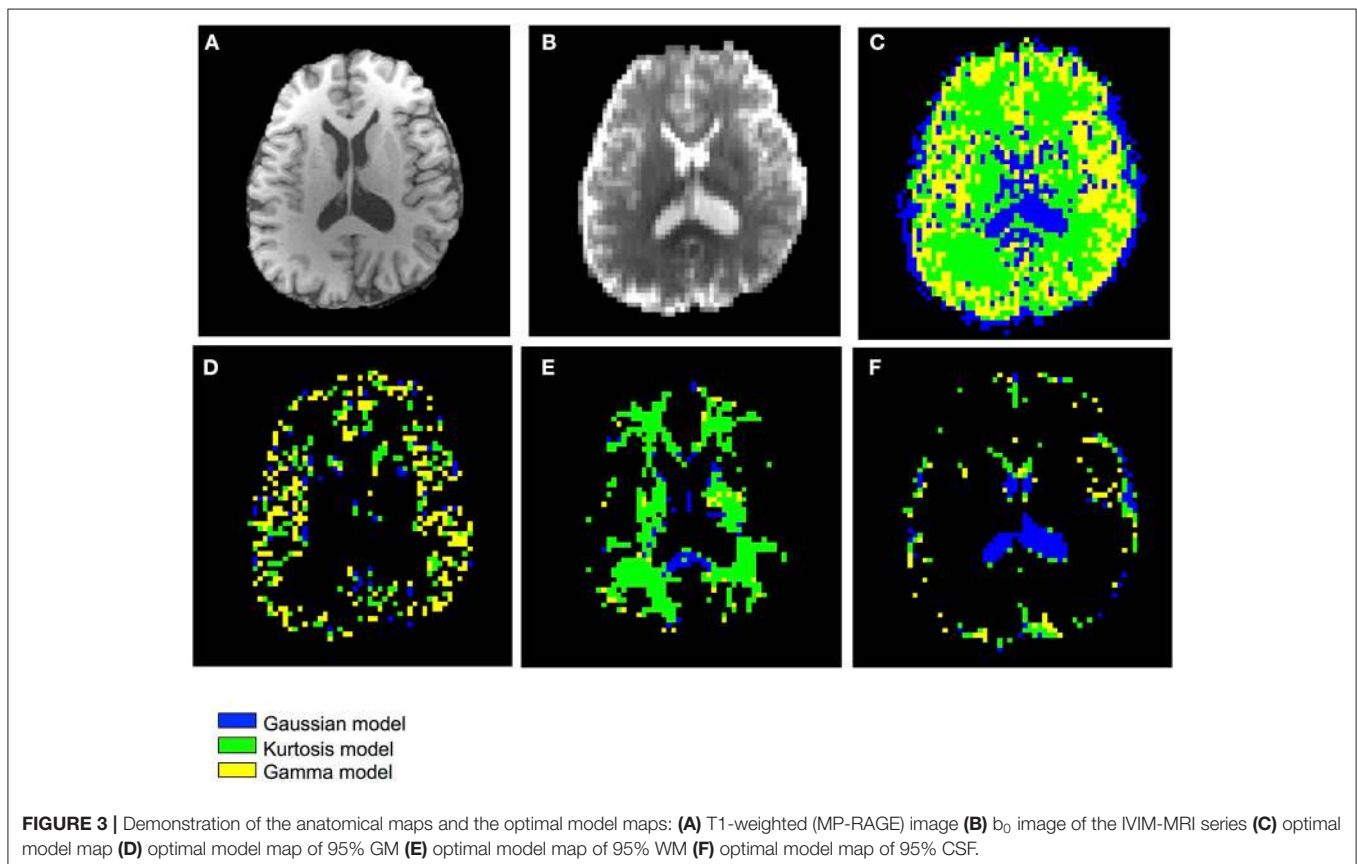 A
B
C
D
E
F
Gaussian model
Kurtosis model
Gamma model
FIGURE 3 | Demonstration of the anatomical maps and the optimal model maps: (A) T1-weighted (MP-RAGE) image (B) b₀ image of the IVIM-MRI series (C) optimal
model map (D) optimal model map of 95% GM (E) optimal model map of 95% WM (F) optimal model map of 95% CSF.